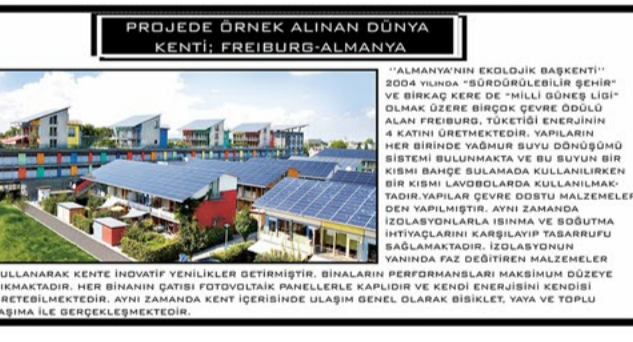 PROJEDE ÖRNEK ALINAN DÜNYA
KENTİ; FREIBURG-ALMANYA
''ALMANYA'NIN EKOLOJİK BAŞKENTİ''
2004 YILINDA "SÜRDÜRÜLEBİLİR ŞEHİR"
VE BİRKAÇ KERE DE "MİLLİ GÜNEŞ LİGİ"
OLMAK ÜZERE BİRÇOK ÇEVRE ÖDÜLÜ
ALAN FREIBURG, TÜKETİĞİ ENERJİNİN
4 KATINI ÜRETMEKTEDİR. YAPILARIN
HER BİRİNDE YAĞMUR SUYU DÖNÜŞÜMÜ
SİSTEMİ BULUNMAKTA VE BU SUYUN BİR
KISMI BAHÇE SULAMADA KULLANILIRKEN
BİR KISMI LAVOBOLARDA KULLANILMAK-
TADIR.YAPILAR ÇEVRE DOSTU MALZEMELER
DEN YAPILMIŞTIR. AYNI ZAMANDA
İZOLASYONLARLA ISINMA VE SOĞUTMA
İHTİYAÇLARINI KARŞILAYIP TASARRUFU
SAĞLAMAKTADIR. İZOLASYONUN
YANINDA FAZ DEĞİTİREN MALZEMELER
ULLANARAK KENTE İNOVATİF YENİLİKLER GETİRMİŞTİR. BİNALARIN PERFORMANSLARI MAKSİMUM DÜZEYE
IKMAKTADIR. HER BİNANIN ÇATISI FOTOVOLTAİK PANELLERLE KAPLIDIR VE KENDİ ENERJİSİNİ KENDİSİ
RETEBİLMEKTEDİR. AYNI ZAMANDA KENT İÇERİSİNDE ULAŞIM GENEL OLARAK BİSİKLET, YAYA VE TOPLU
AŞIMA İLE GERÇEKLEŞMEKTEDİR.